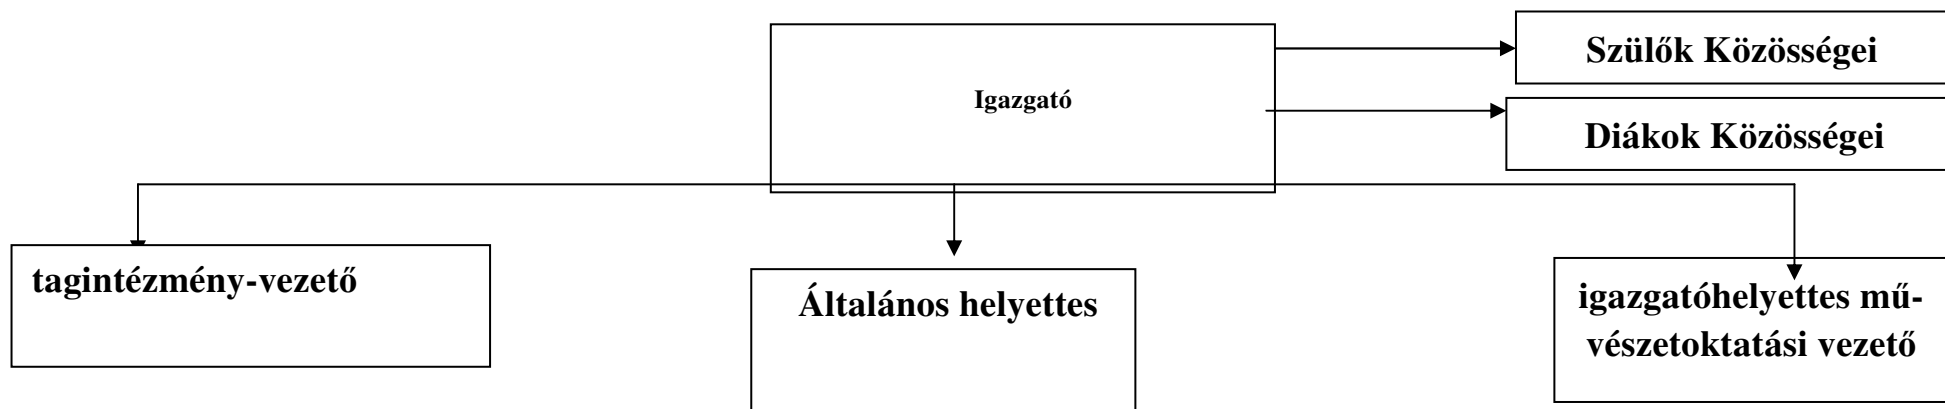 Szülők Közösségei
Igazgató
Diákok Közösségei
tagintézmény-vezető
Általános helyettes
igazgatóhelyettes mű-
vészetoktatási vezető